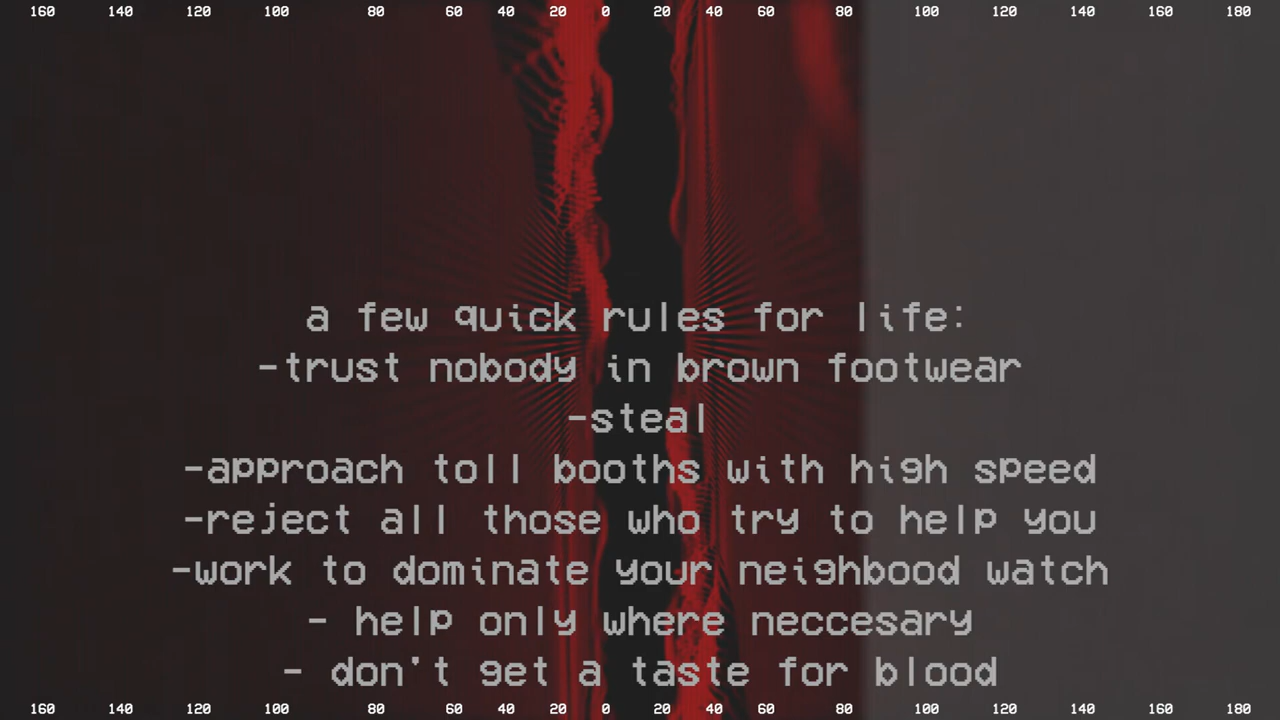 160 140 120 100 80 60 40 20 0 20 40 60 80 100 120 140 160 180
a few quick rules for life:
-trust nobody in brown footwear
-steal
-approach toll booths with high speed
-reject all those who try to help you
-work to dominate your neighbood watch
- help only where neccesary
- don't get a taste for blood
160 140 120 100 80 60 40 20 0 20 40 60 80 100 120 140 160 180